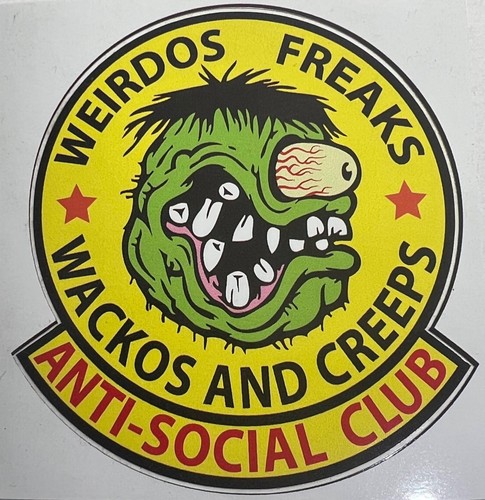 WEIRDOS FREAKS
WACKOS AND CREEPS
ANTI-SOCIAL CLUB